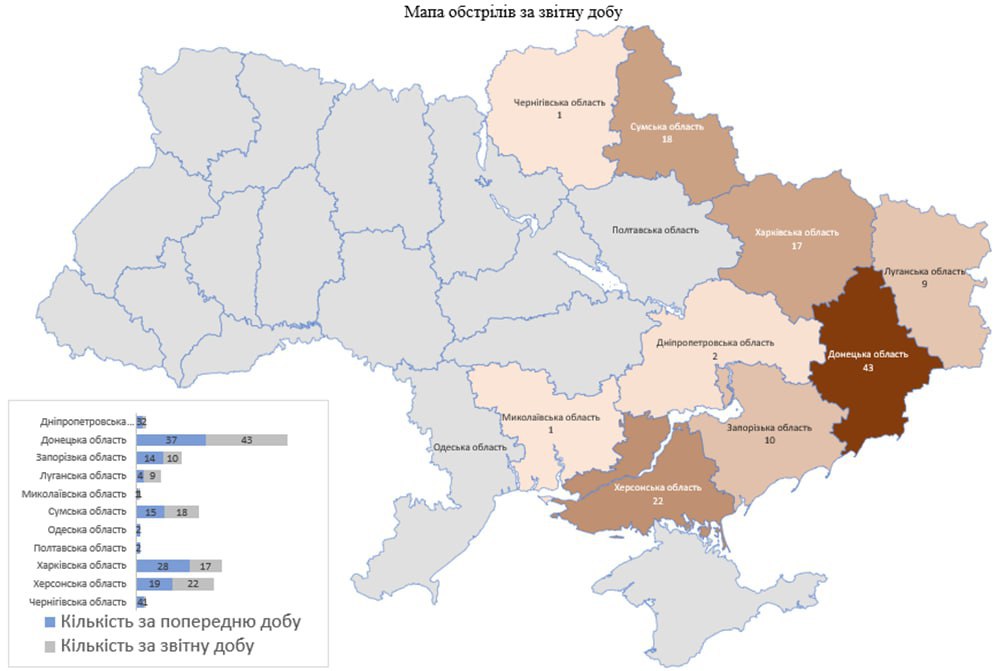 Мапа обстрілів за звітну добу
Чернігівська область
1
Сумська область
18
Полтавська область
Харківська область
17
Луганська область
9
Дніпропетровська область
2
Донецька область
43
Миколаївська область
1
Запорізька область
10
Одеська область
Херсонська область
22
Дніпропетровська... 32
Донецька область 37 43
Запорізька область 14 10
Луганська область 4 9
Миколаївська область 1
Сумська область 15 18
Одеська область 2
Полтавська область 2
Харківська область 28 17
Херсонська область 19 22
Чернігівська область 41
Кількість за попередню добу
Кількість за звітну добу